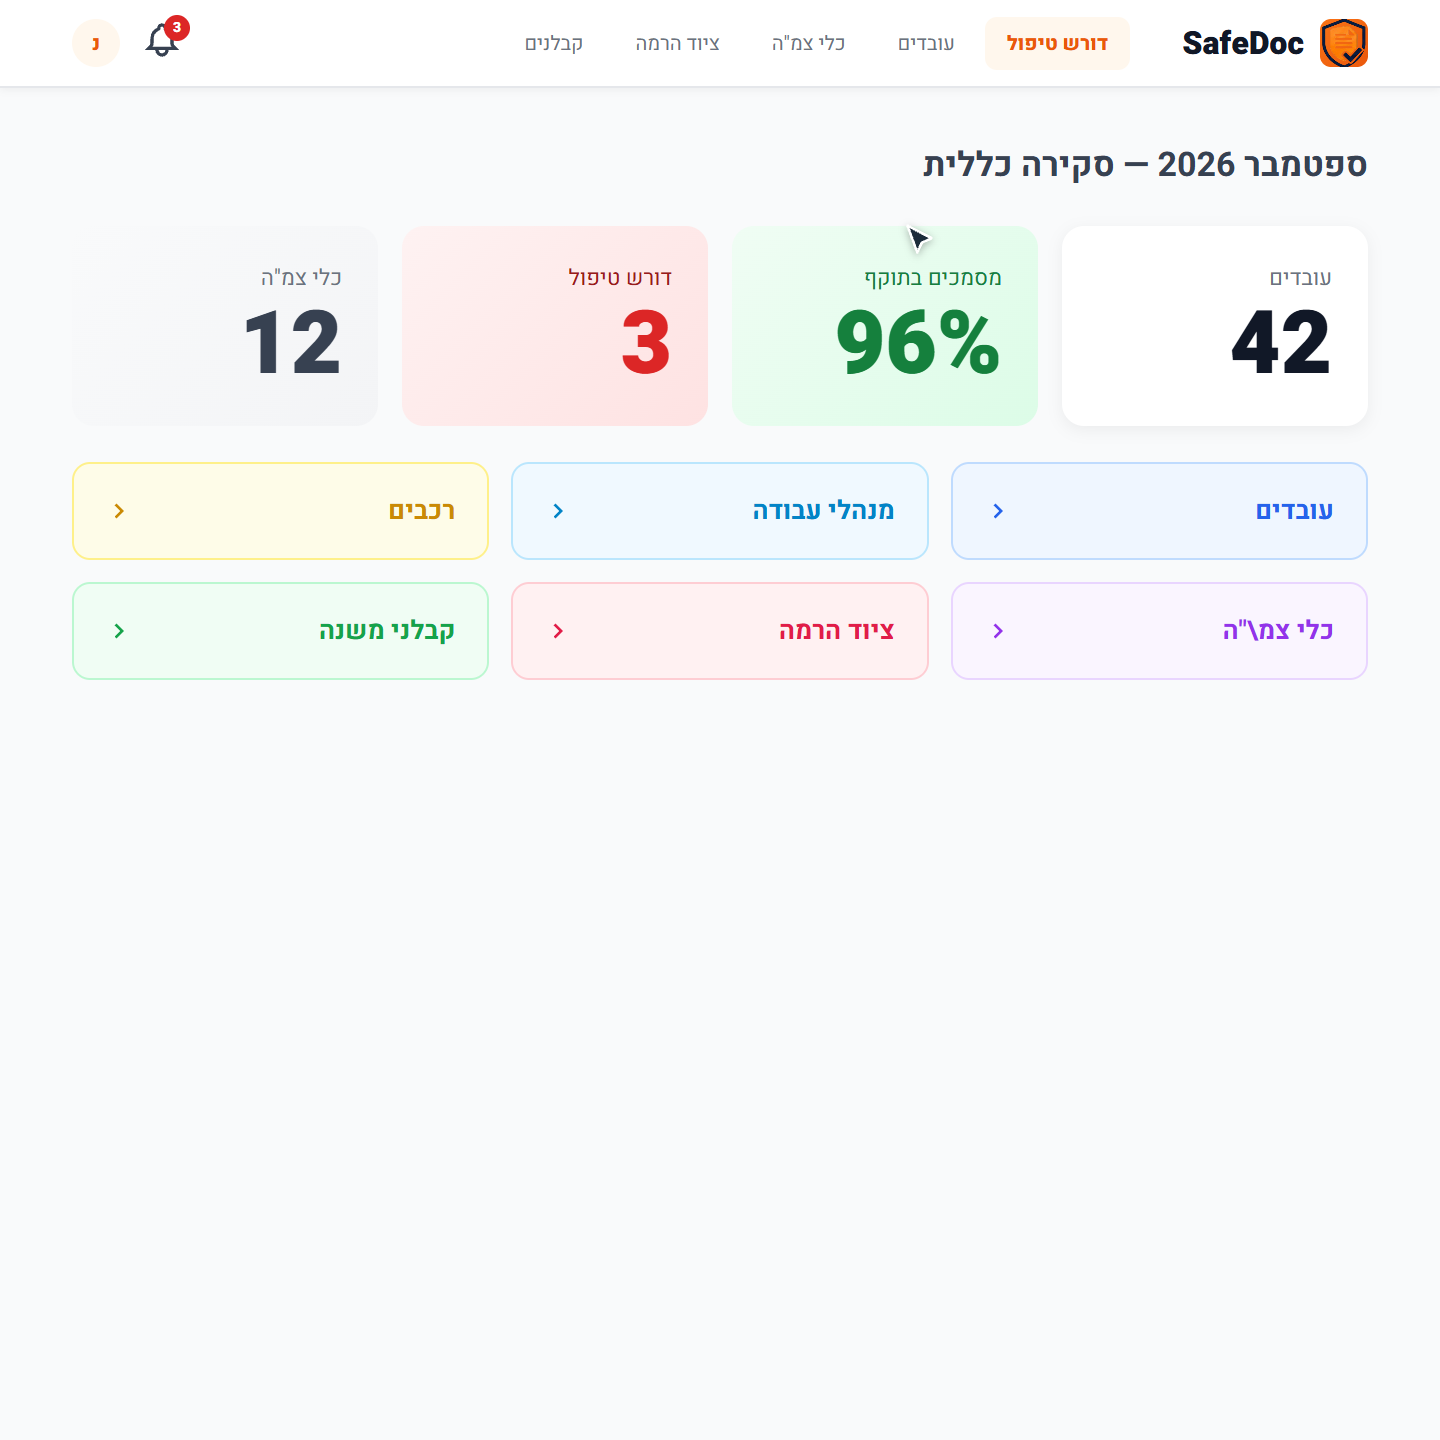 SafeDoc
דורש טיפול
עובדים
כלי צמ"ה
ציוד הרמה
קבלנים
3
נ
ספטמבר 2026 — סקירה כללית
עובדים
42
מסמכים בתוקף
96%
דורש טיפול
3
כלי צמ"ה
12
עובדים
מנהלי עבודה
רכבים
כלי צמ\"ה
ציוד הרמה
קבלני משנה